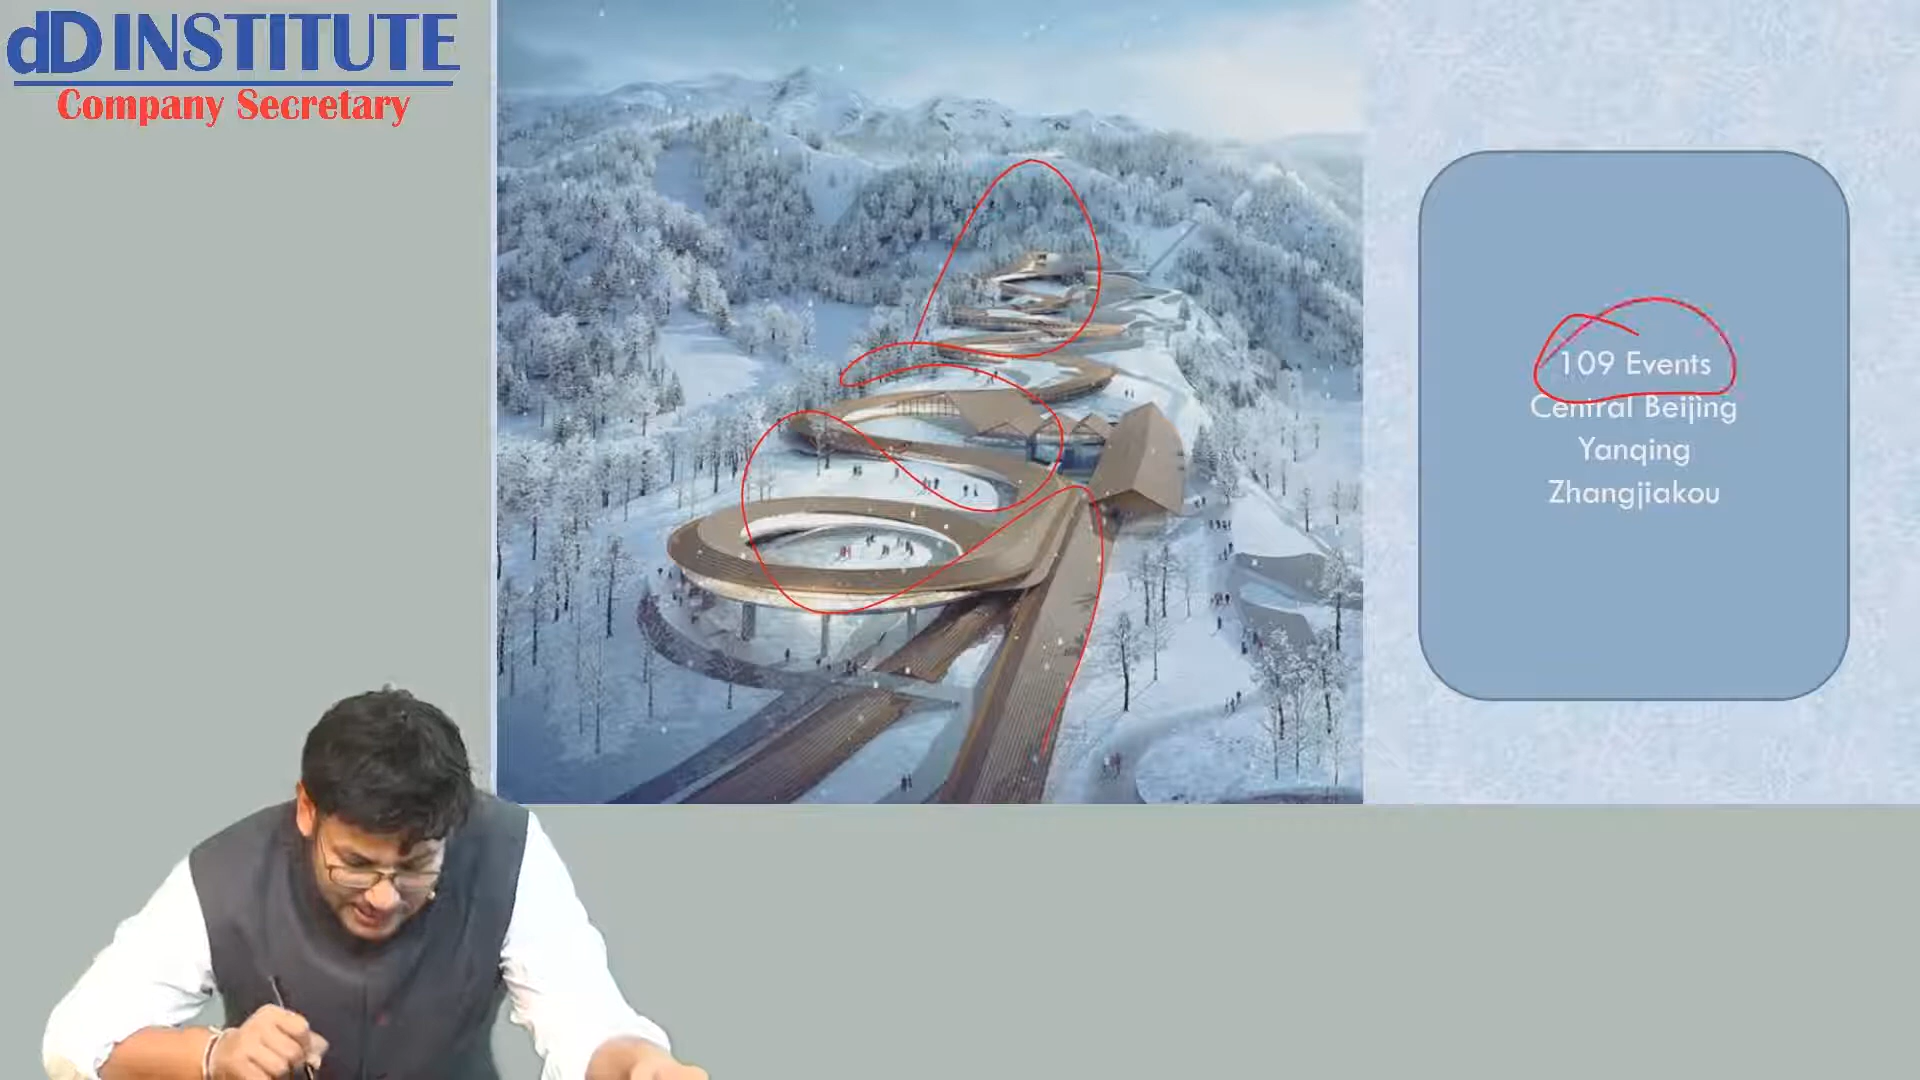 dD INSTITUTE
Company Secretary
109 Events
Central Beijing
Yanqing
Zhangjiakou